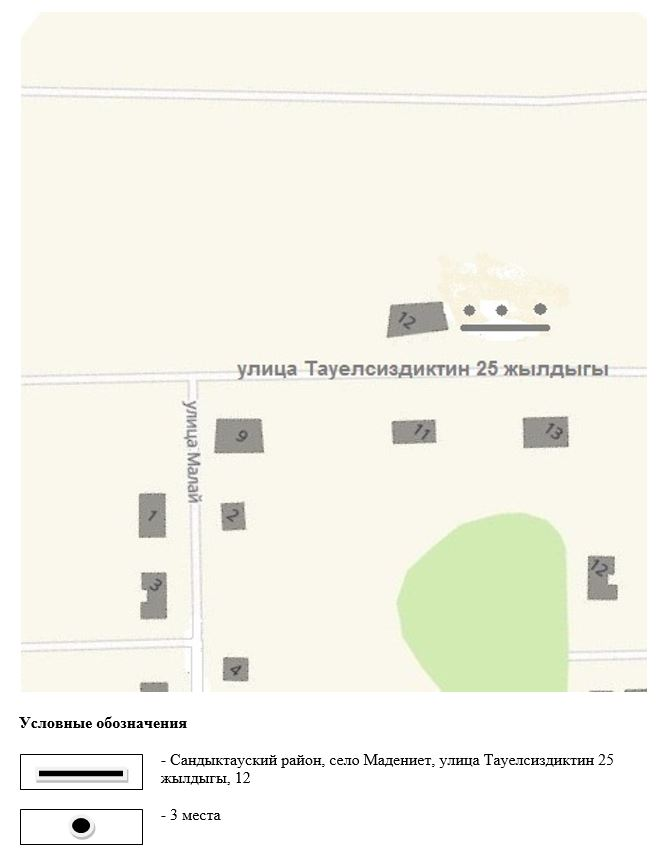 12
улица Тауелсиздиктин 25 жылдыгы
улица Малай
9
11
13
1
2
12
3
4
Условные обозначения
- Сандыктауский район, село Мадениет, улица Тауелсиздиктин 25
жылдыгы, 12
- 3 места